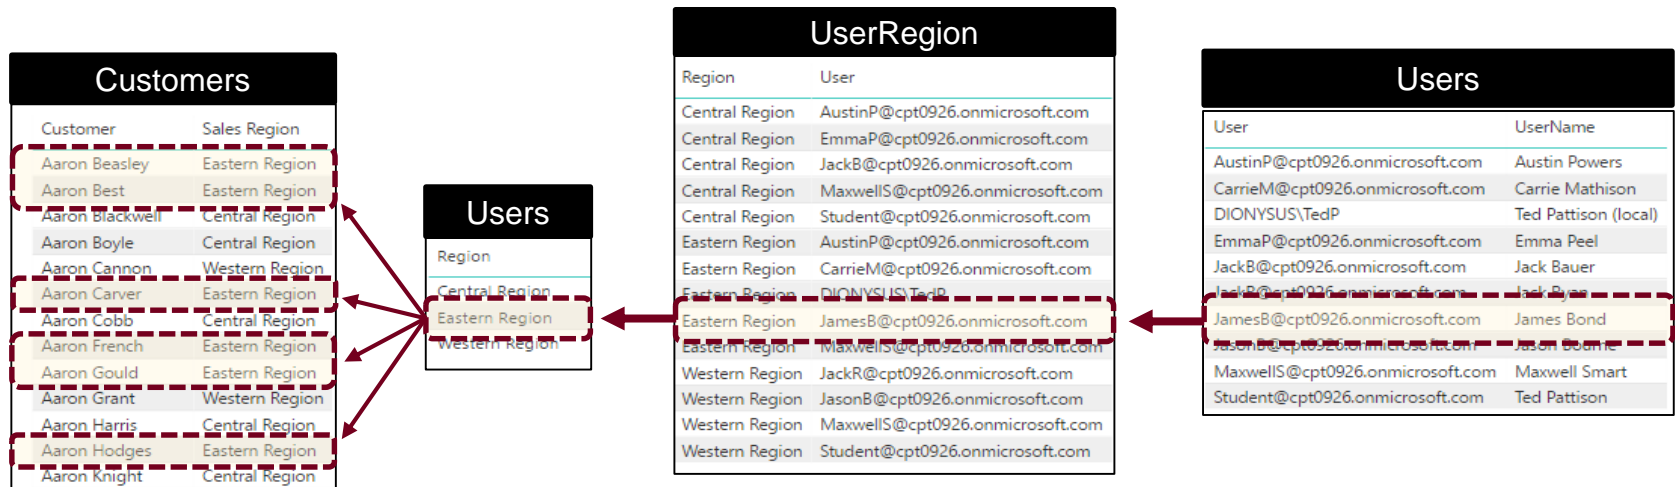 Customers
Customer Sales Region
Aaron Beasley Eastern Region
Aaron Best Eastern Region
Aaron Blackwell Central Region
Aaron Boyle Central Region
Aaron Cannon Western Region
Aaron Carver Eastern Region
Aaron Cobb Central Region
Aaron French Eastern Region
Aaron Gould Eastern Region
Aaron Grant Western Region
Aaron Harris Central Region
Aaron Hodges Eastern Region
Aaron Knight Central Region
Users
Region
Central Region
Eastern Region
Western Region
UserRegion
Region User
Central Region AustinP@cpt0926.onmicrosoft.com
Central Region EmmaP@cpt0926.onmicrosoft.com
Central Region JackB@cpt0926.onmicrosoft.com
Central Region MaxwellS@cpt0926.onmicrosoft.com
Central Region Student@cpt0926.onmicrosoft.com
Eastern Region AustinP@cpt0926.onmicrosoft.com
Eastern Region CarrieM@cpt0926.onmicrosoft.com
Eastern Region DIONYSUS\TedP
Eastern Region JamesB@cpt0926.onmicrosoft.com
Eastern Region MaxwellS@cpt0926.onmicrosoft.com
Western Region JackR@cpt0926.onmicrosoft.com
Western Region JasonB@cpt0926.onmicrosoft.com
Western Region MaxwellS@cpt0926.onmicrosoft.com
Western Region Student@cpt0926.onmicrosoft.com
Users
User UserName
AustinP@cpt0926.onmicrosoft.com Austin Powers
CarrieM@cpt0926.onmicrosoft.com Carrie Mathison
DIONYSUS\TedP Ted Pattison (local)
EmmaP@cpt0926.onmicrosoft.com Emma Peel
JackB@cpt0926.onmicrosoft.com Jack Bauer
JackR@cpt0926.onmicrosoft.com Jack Ryan
JamesB@cpt0926.onmicrosoft.com James Bond
JasonB@cpt0926.onmicrosoft.com Jason Bourne
MaxwellS@cpt0926.onmicrosoft.com Maxwell Smart
Student@cpt0926.onmicrosoft.com Ted Pattison